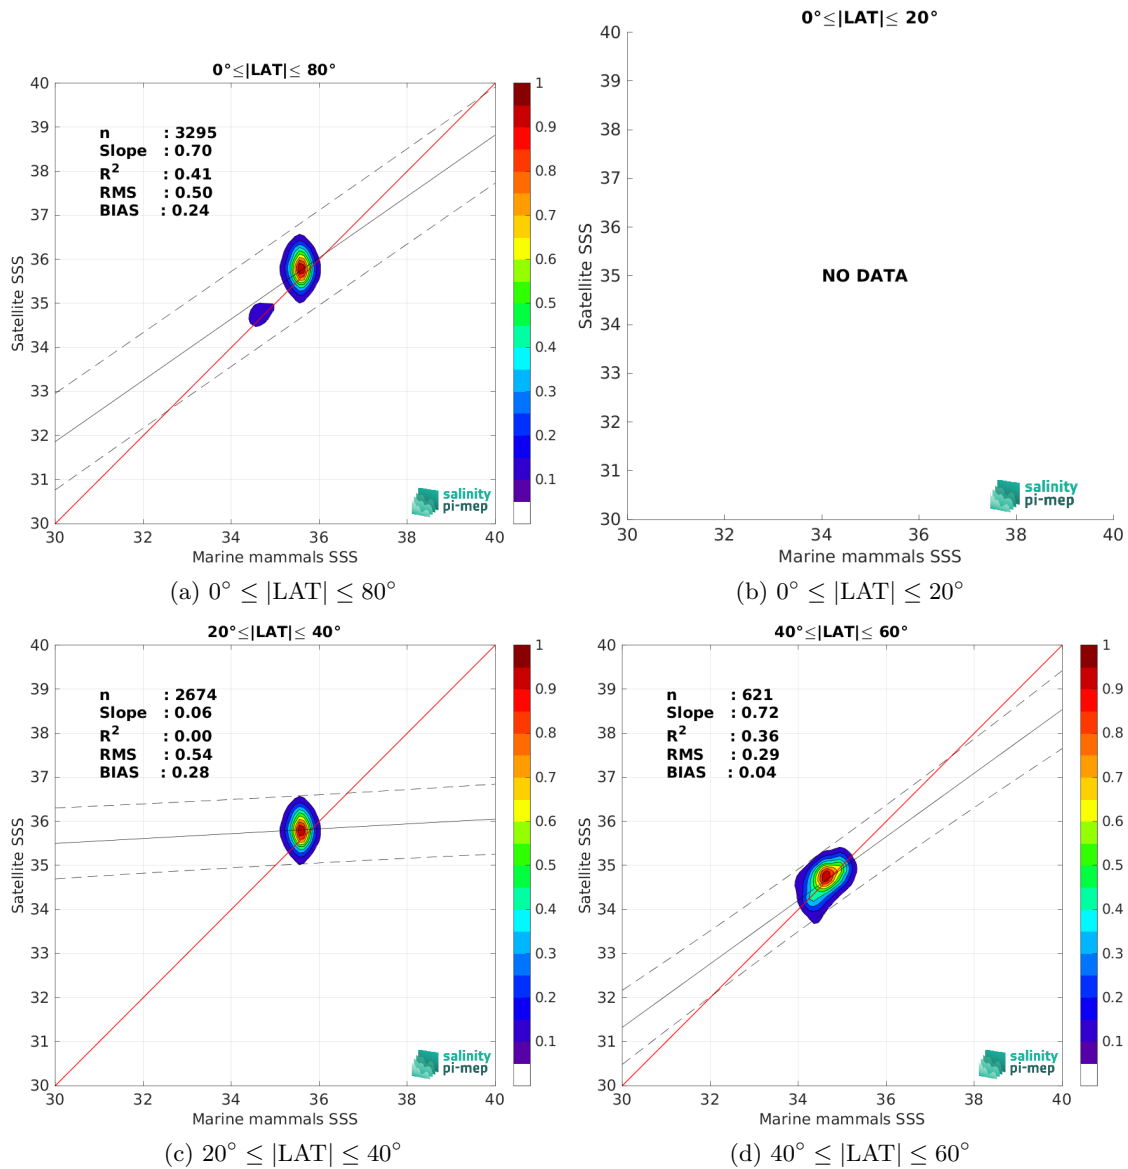 0°≤|LAT|≤ 80°
40
39
38
37
36
35
34
33
32
31
30
Satellite SSS
n : 3295
Slope : 0.70
R² : 0.41
RMS : 0.50
BIAS : 0.24
salinity
pi-mep
30 32 34 36 38 40
Marine mammals SSS
1
0.9
0.8
0.7
0.6
0.5
0.4
0.3
0.2
0.1
(a) 0° ≤ |LAT| ≤ 80°
0°≤|LAT|≤ 20°
40
39
38
37
36
35
34
33
32
31
30
Satellite SSS
NO DATA
salinity
pi-mep
30 32 34 36 38 40
Marine mammals SSS
(b) 0° ≤ |LAT| ≤ 20°
20°≤|LAT|≤ 40°
40
39
38
37
36
35
34
33
32
31
30
Satellite SSS
n : 2674
Slope : 0.06
R² : 0.00
RMS : 0.54
BIAS : 0.28
salinity
pi-mep
30 32 34 36 38 40
Marine mammals SSS
1
0.9
0.8
0.7
0.6
0.5
0.4
0.3
0.2
0.1
(c) 20° ≤ |LAT| ≤ 40°
40°≤|LAT|≤ 60°
40
39
38
37
36
35
34
33
32
31
30
Satellite SSS
n : 621
Slope : 0.72
R² : 0.36
RMS : 0.29
BIAS : 0.04
salinity
pi-mep
30 32 34 36 38 40
Marine mammals SSS
1
0.9
0.8
0.7
0.6
0.5
0.4
0.3
0.2
0.1
(d) 40° ≤ |LAT| ≤ 60°